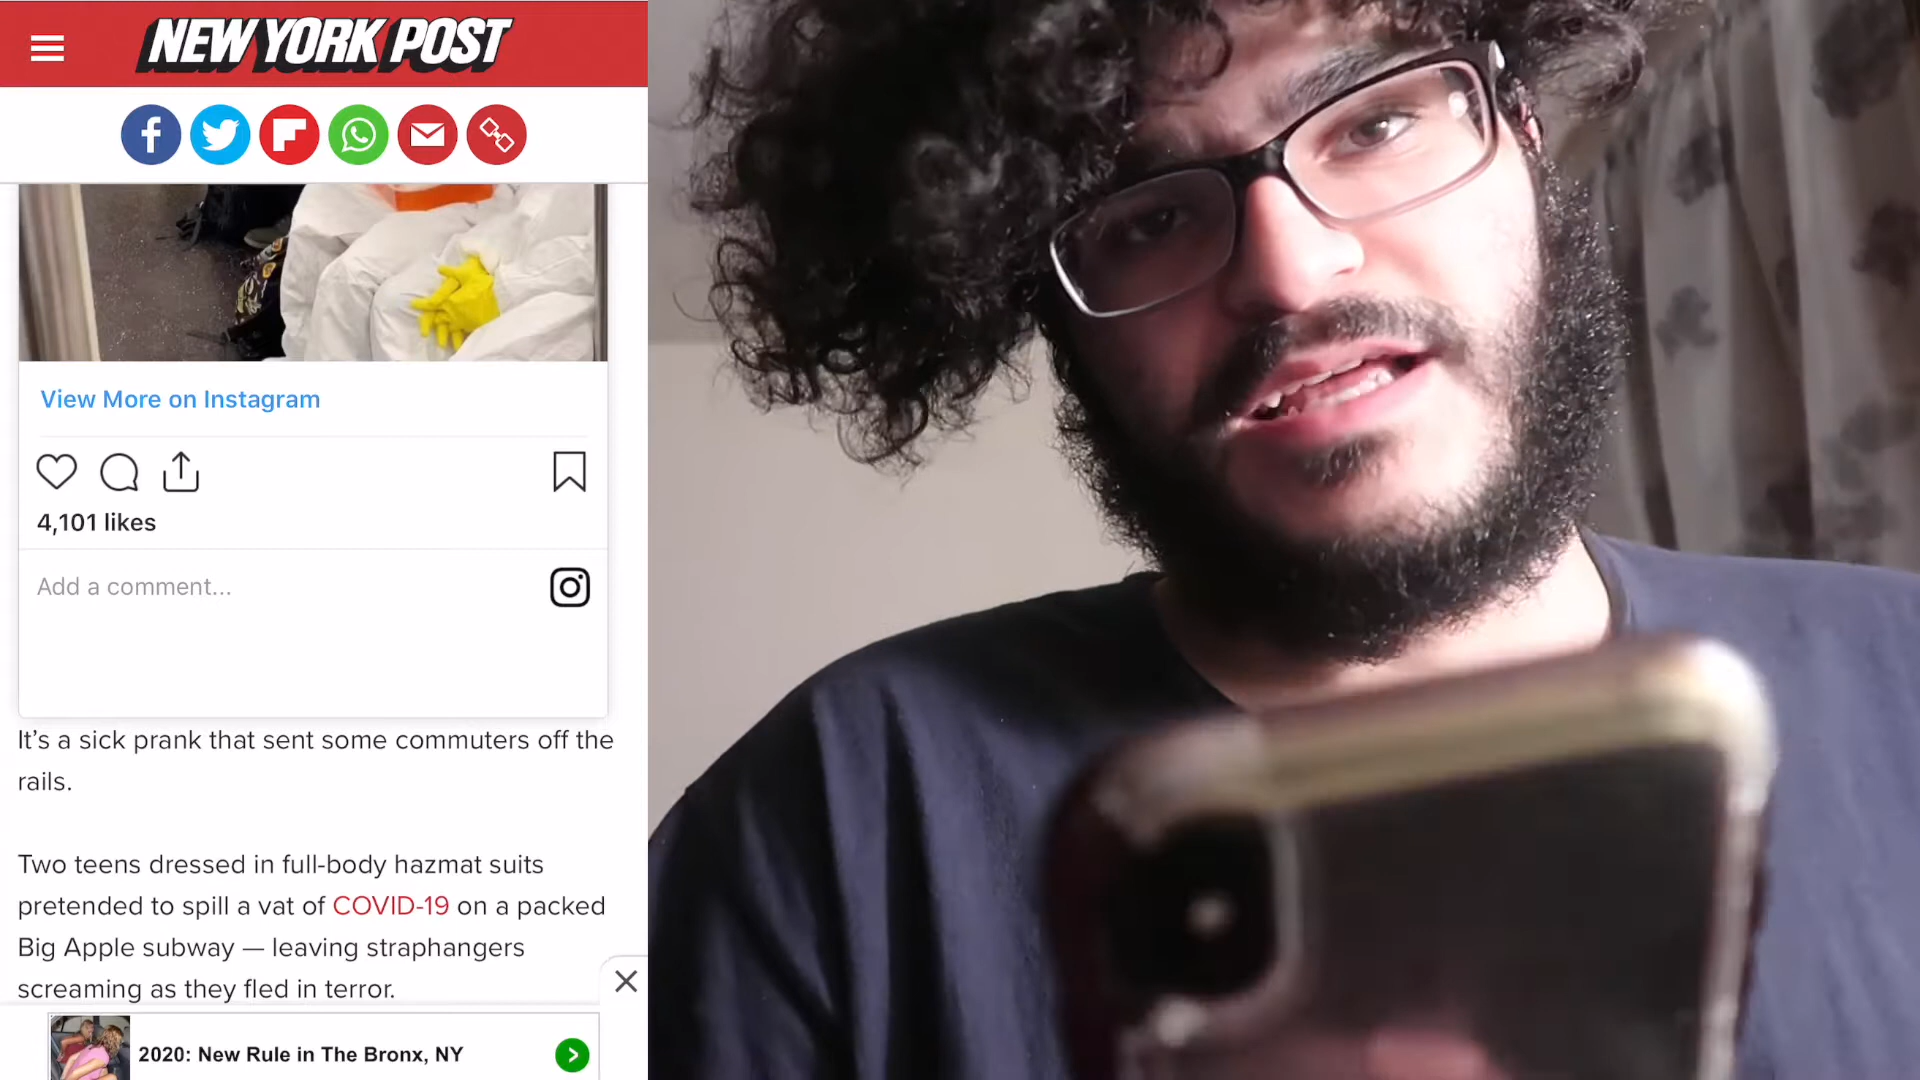 NEW YORK POST
View More on Instagram
4,101 likes
Add a comment...
It’s a sick prank that sent some commuters off the
rails.
Two teens dressed in full-body hazmat suits
pretended to spill a vat of COVID-19 on a packed
Big Apple subway — leaving straphangers
screaming as they fled in terror.
2020: New Rule in The Bronx, NY